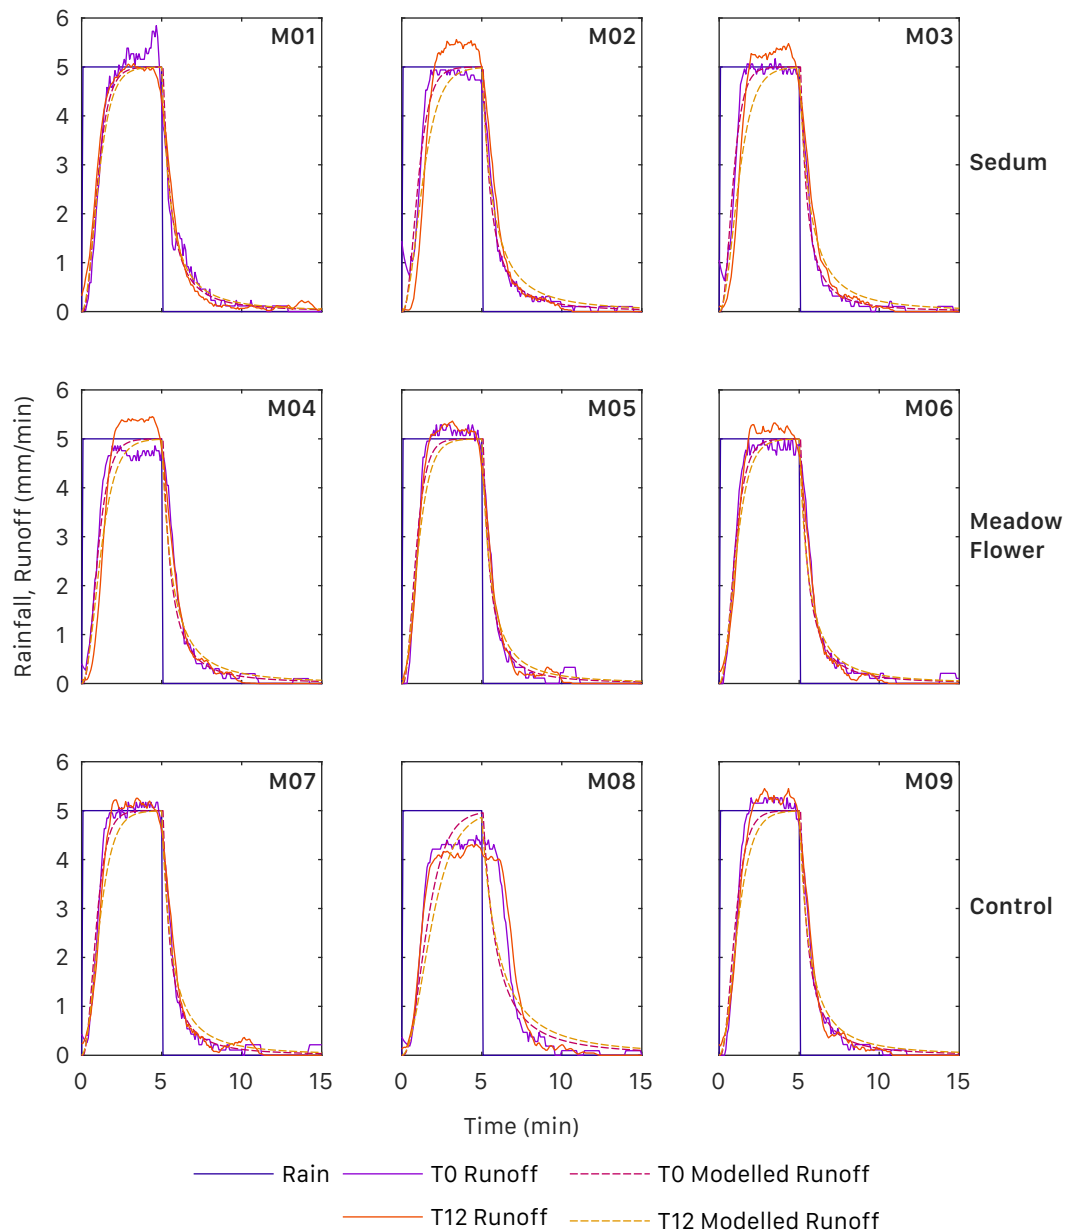 6 M01 M02 M03
5
4
3 Sedum
2
1
0
6 M04 M05 M06
5
4
3 Meadow
Flower
2
1
0
6 M07 M08 M09
5
4
3 Control
2
1
0
0 5 10 15 0 5 10 15 0 5 10 15
Rainfall, Runoff (mm/min)
Time (min)
Rain T0 Runoff T0 Modelled Runoff
T12 Runoff T12 Modelled Runoff